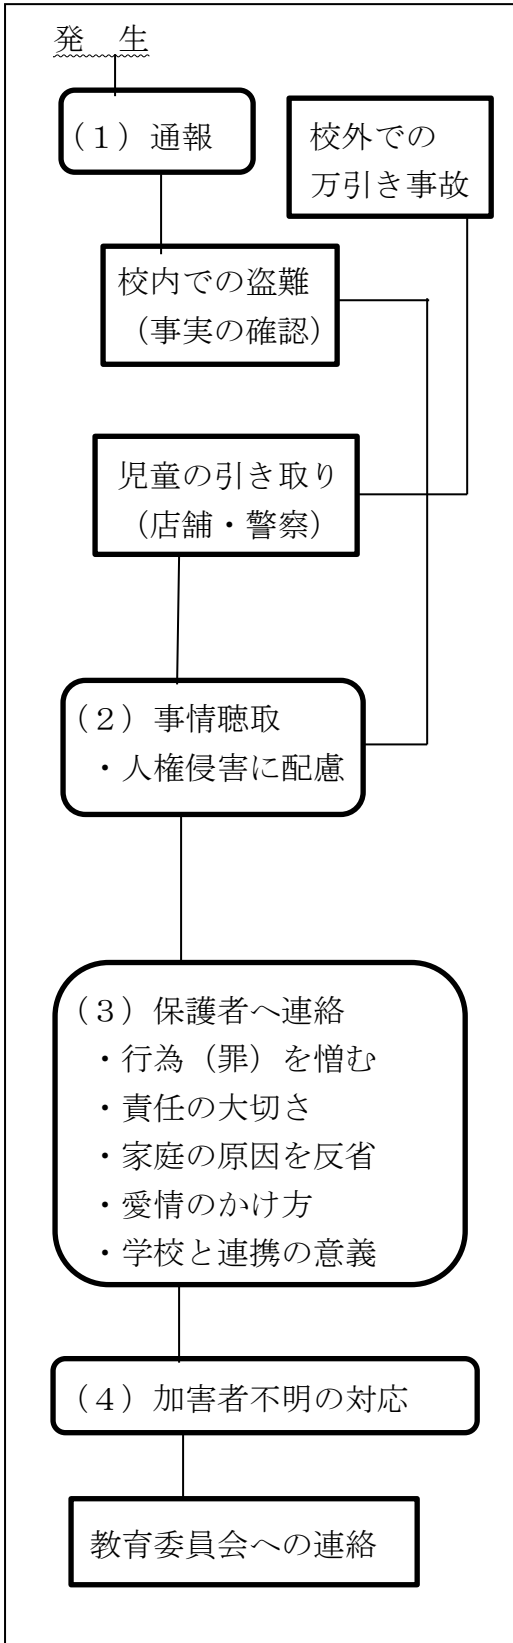 発　生
（１）通報
校外での
万引き事故
校内での盗難
（事実の確認）
児童の引き取り
（店舗・警察）
（２）事情聴取
・人権侵害に配慮
（３）保護者へ連絡
・行為（罪）を憎む
・責任の大切さ
・家庭の原因を反省
・愛情のかけ方
・学校と連携の意義
（４）加害者不明の対応
教育委員会への連絡